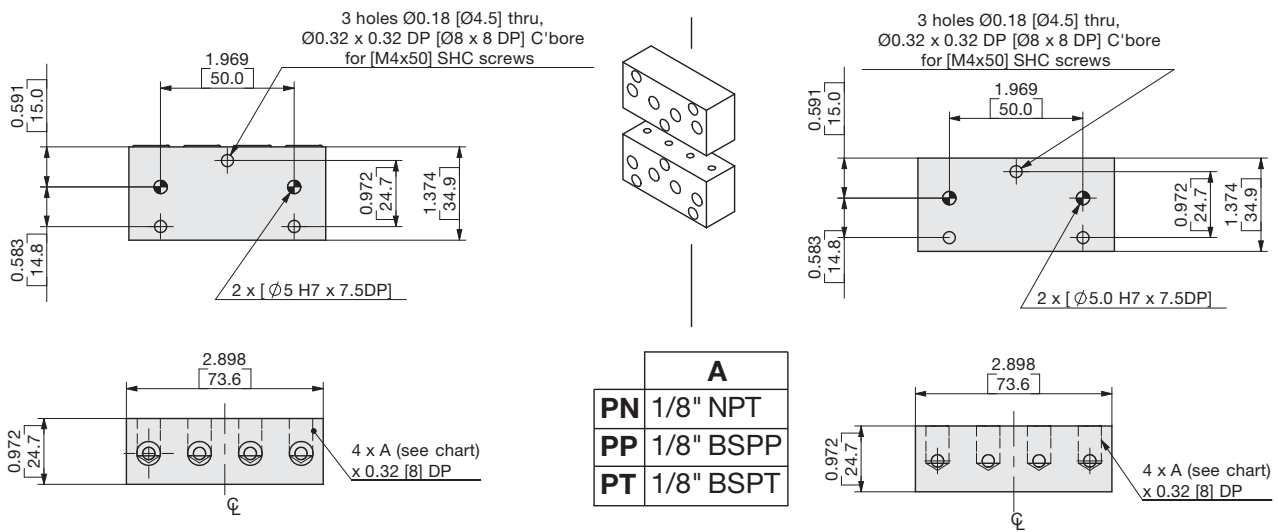 3 holes Ø0.18 [Ø4.5] thru,
Ø0.32 x 0.32 DP [Ø8 x 8 DP] C'bore
for [M4x50] SHC screws
1.969
[50.0]
0.591
[15.0]
0.583
[14.8]
0.972
[24.7]
1.374
[34.9]
2 x [ ∅5 H7 x 7.5DP]
3 holes Ø0.18 [Ø4.5] thru,
Ø0.32 x 0.32 DP [Ø8 x 8 DP] C'bore
for [M4x50] SHC screws
1.969
[50.0]
0.591
[15.0]
0.583
[14.8]
0.972
[24.7]
1.374
[34.9]
2 x [ ∅5.0 H7 x 7.5DP]
2.898
[73.6]
0.972
[24.7]
4 x A (see chart)
x 0.32 [8] DP
℄
A
PN 1/8" NPT
PP 1/8" BSPP
PT 1/8" BSPT
2.898
[73.6]
0.972
[24.7]
4 x A (see chart)
x 0.32 [8] DP
℄